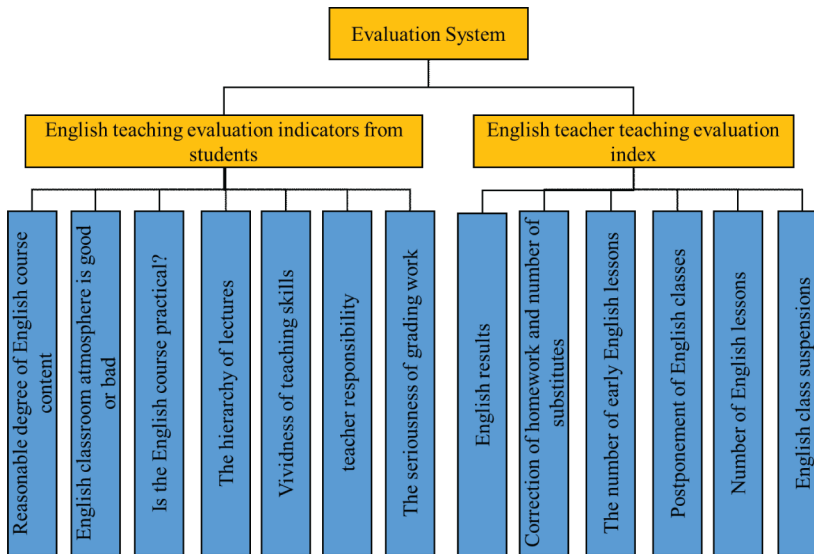 Evaluation System
English teaching evaluation indicators from
students
English teacher teaching evaluation
index
Reasonable degree of English course
content
English classroom atmosphere is good
or bad
Is the English course practical?
The hierarchy of lectures
Vividness of teaching skills
teacher responsibility
The seriousness of grading work
English results
Correction of homework and number of
substitutes
The number of early English lessons
Postponement of English classes
Number of English lessons
English class suspensions